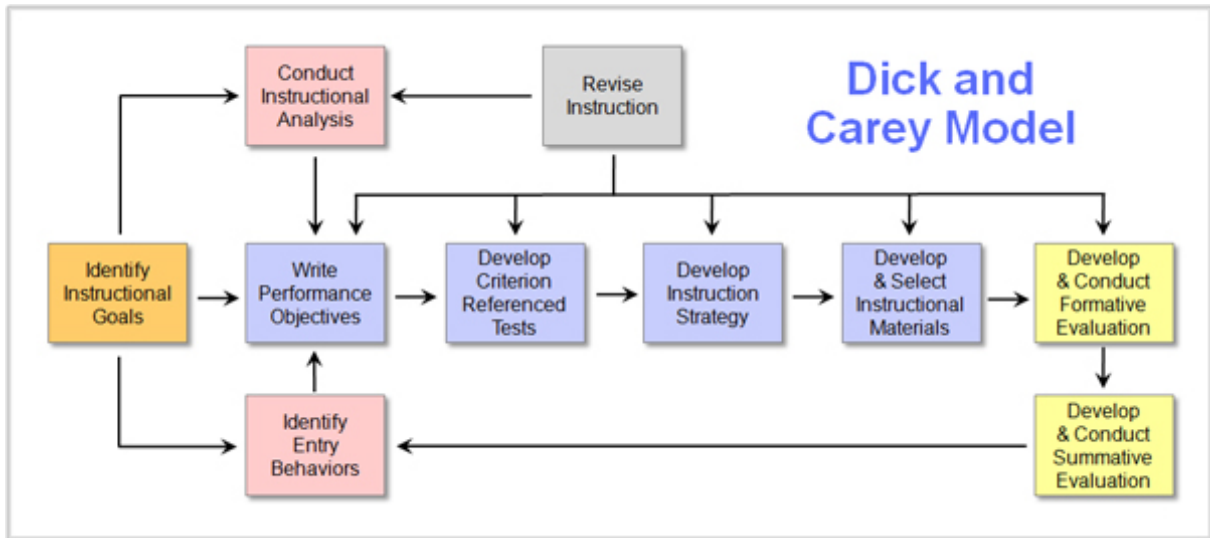 Conduct
Instructional
Analysis
Revise
Instruction
Dick and
Carey Model
Identify
Instructional
Goals
Write
Performance
Objectives
Develop
Criterion
Referenced
Tests
Develop
Instruction
Strategy
Develop
& Select
Instructional
Materials
Develop
& Conduct
Formative
Evaluation
Identify
Entry
Behaviors
Develop
& Conduct
Summative
Evaluation